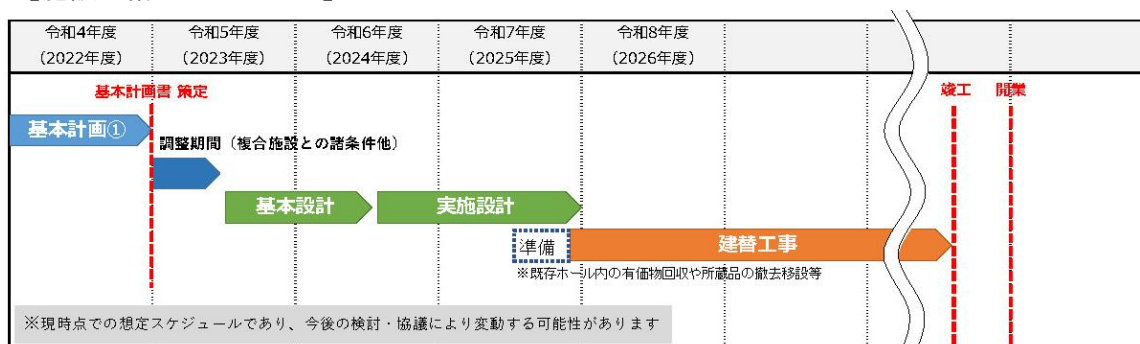 令和4年度 令和5年度 令和6年度 令和7年度 令和8年度
(2022年度) (2023年度) (2024年度) (2025年度) (2026年度)
基本計画書 策定 竣工 開業
基本計画①
調整期間（複合施設との諸条件他）
基本設計 実施設計
準備 建替工事
※既存ホール内の有価物回収や所蔵品の撤去移設等
※現時点での想定スケジュールであり、今後の検討・協議により変動する可能性があります